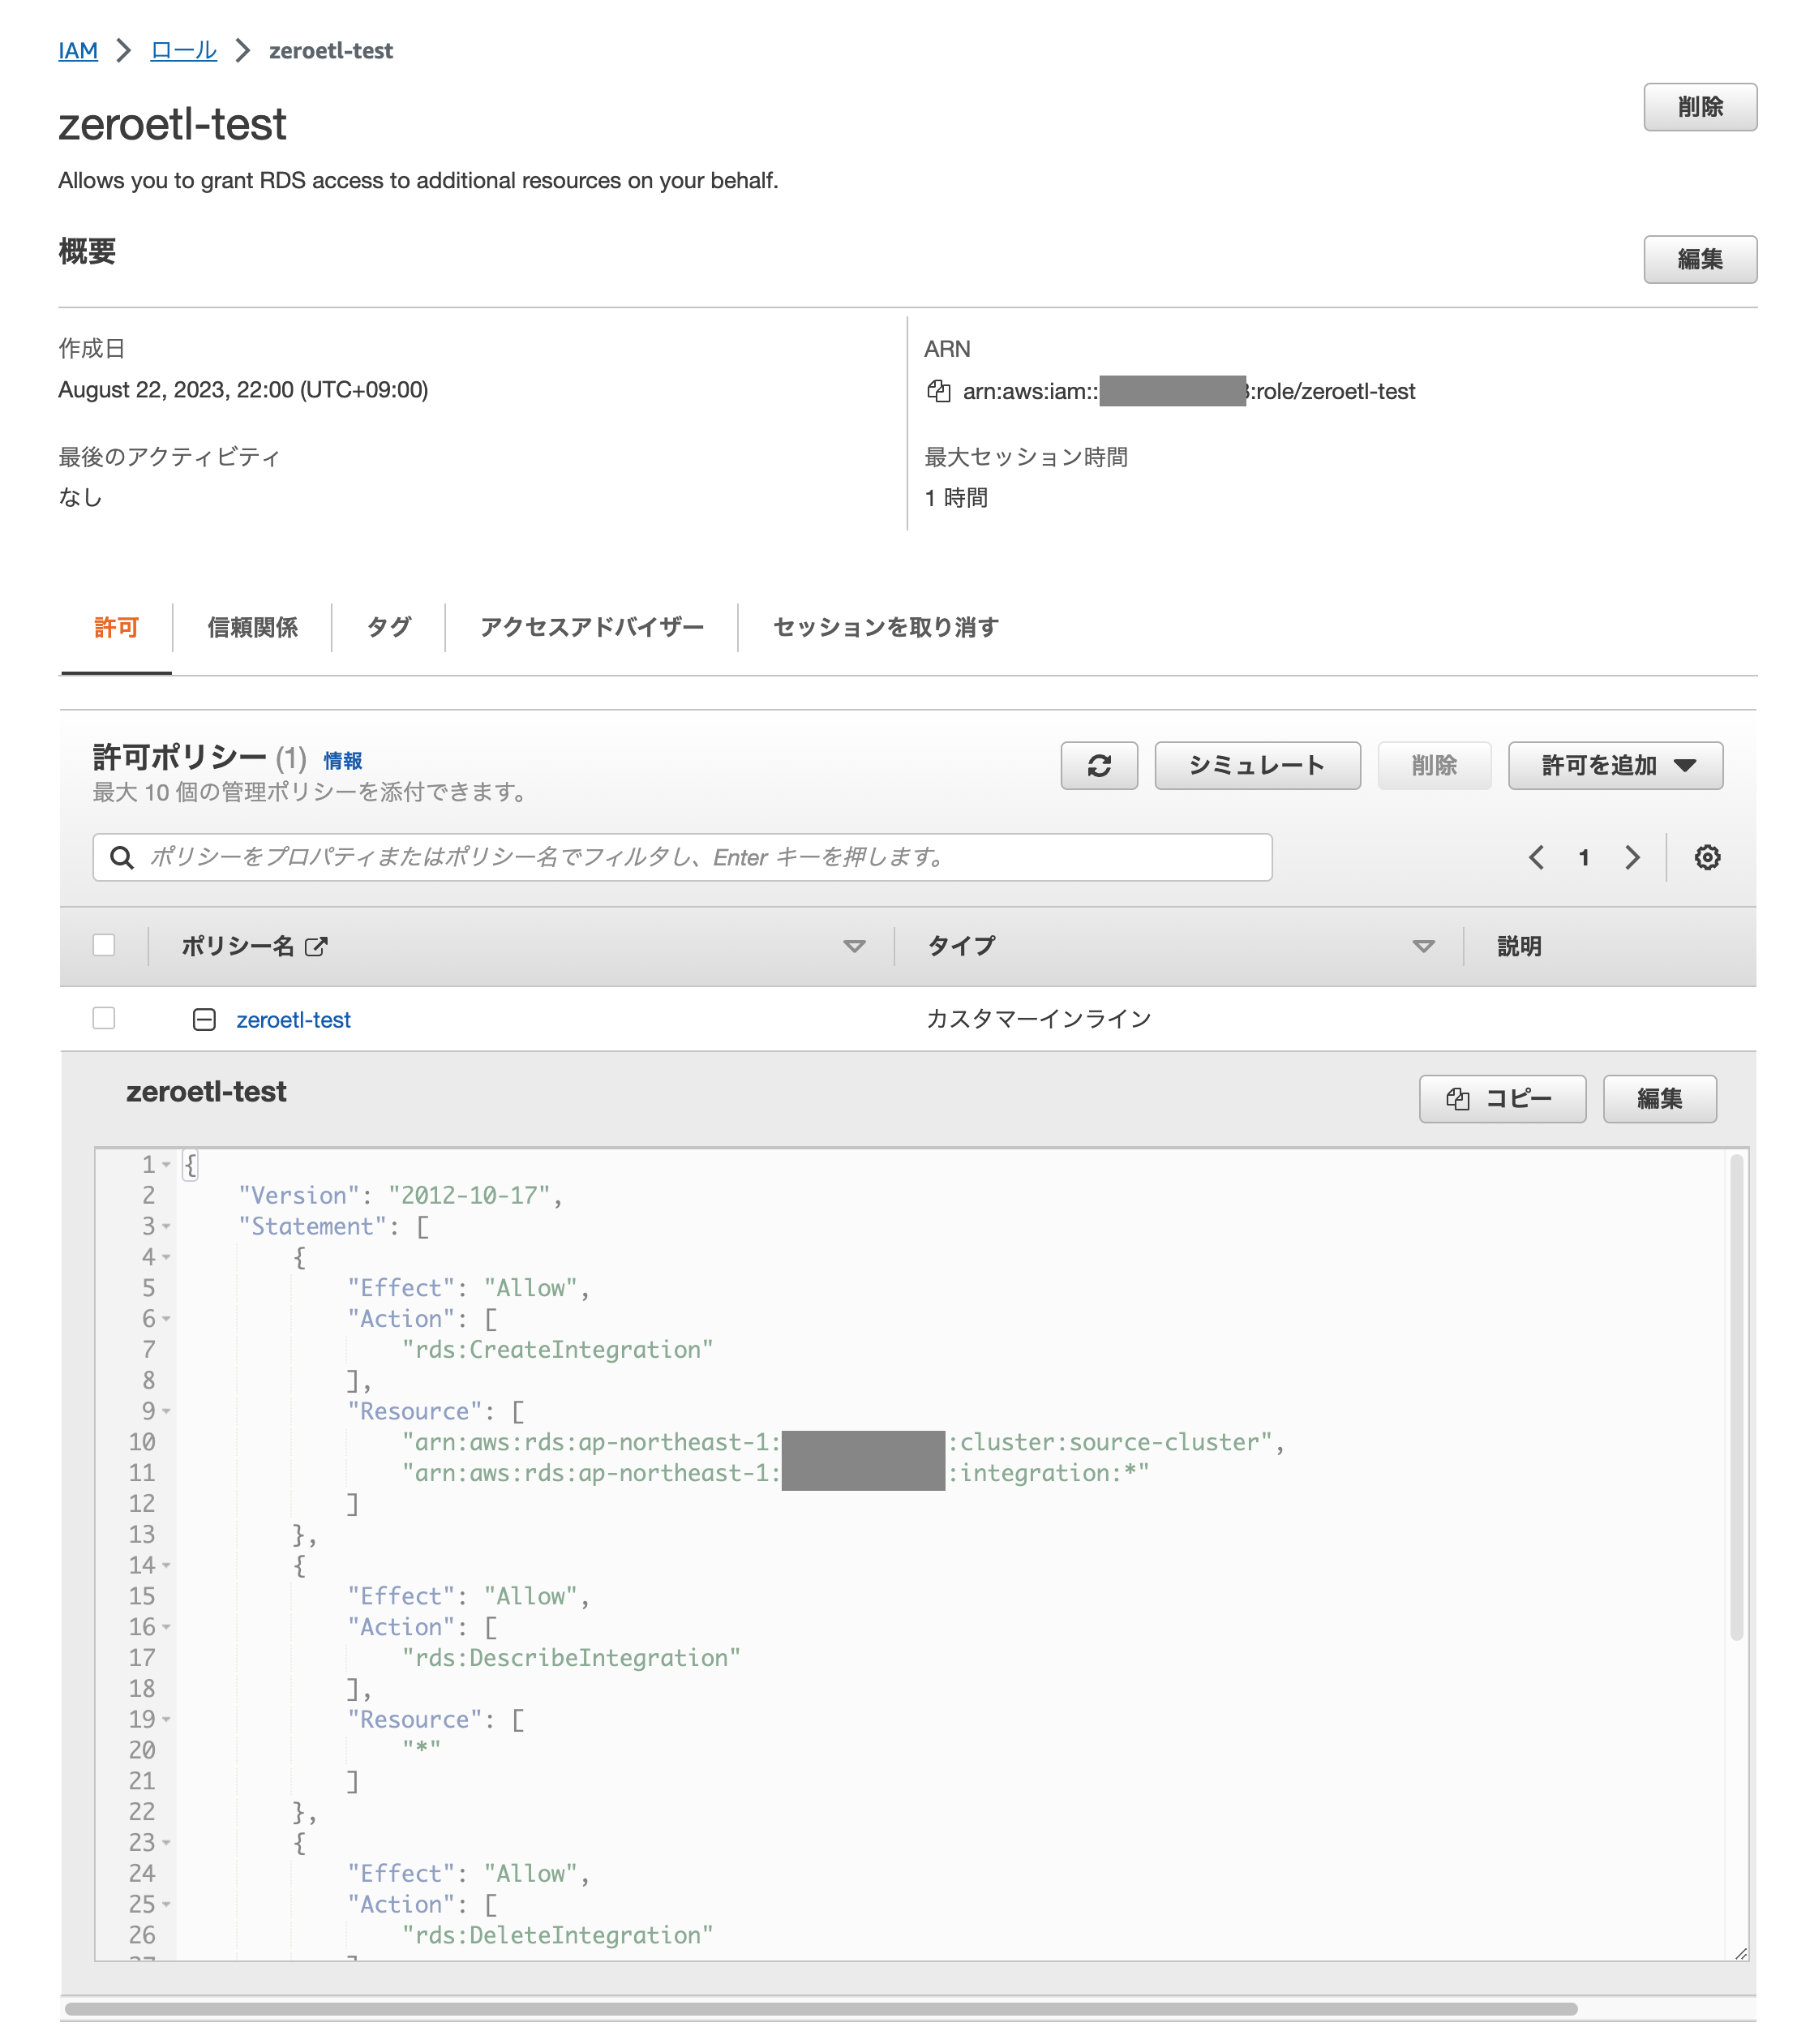 IAM > ロール > zeroetl-test
zeroetl-test
削除
Allows you to grant RDS access to additional resources on your behalf.
概要
編集
作成日
August 22, 2023, 22:00 (UTC+09:00)
ARN
arn:aws:iam:: :role/zeroetl-test
最後のアクティビティ
なし
最大セッション時間
1 時間
許可
信頼関係
タグ
アクセスアドバイザー
セッションを取り消す
許可ポリシー (1) 情報
最大 10 個の管理ポリシーを添付できます。
シミュレート
削除
許可を追加
ポリシーをプロパティまたはポリシー名でフィルタし、Enter キーを押します。
1
ポリシー名
タイプ
説明
zeroetl-test
カスタマーインライン
zeroetl-test
コピー
編集
1 {
2 "Version": "2012-10-17",
3 "Statement": [
4 {
5 "Effect": "Allow",
6 "Action": [
7 "rds:CreateIntegration"
8 ],
9 "Resource": [
10 "arn:aws:rds:ap-northeast-1: :cluster:source-cluster",
11 "arn:aws:rds:ap-northeast-1: :integration:*"
12 ]
13 },
14 {
15 "Effect": "Allow",
16 "Action": [
17 "rds:DescribeIntegration"
18 ],
19 "Resource": [
20 "*"
21 ]
22 },
23 {
24 "Effect": "Allow",
25 "Action": [
26 "rds:DeleteIntegration"